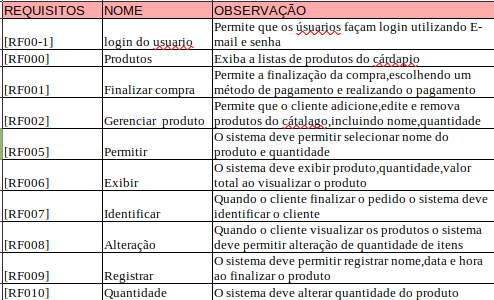 REQUISITOS NOME OBSERVAÇÃO
Permite que os úsuarios façam login utilizando E-
[RF00-1] login do usuarjo mail e senha
[RF000] Produtos Exiba a listas de produtos do cárdapio
Permite a finalização da compra,escolhendo um
[RF001] Finalizar compra método de pagamento e realizando o pagamento
Permite que o cliente adicione,edite e remova
[RF002] Gerenciar produto produtos do cátalago,incluindo nome,quantidade
O sistema deve permitir selecionar nome do
[RF005] Permitir produto e quantidade
O sistema deve exibir produto,quantidade,valor
[RF006] Exibir total ao visualizar o produto
Quando o cliente finalizar o pedido o sistema deve
[RF007] Identificar identificar o cliente
Quando o cliente visualizar os produtos o sistema
[RF008] Alteração deve permitir alteração de quantidade de itens
O sistema deve permitir registrar nome,data e hora
[RF009] Registrar ao finalizar o produto
[RF010] Quantidade O sistema deve alterar quantidade do produto